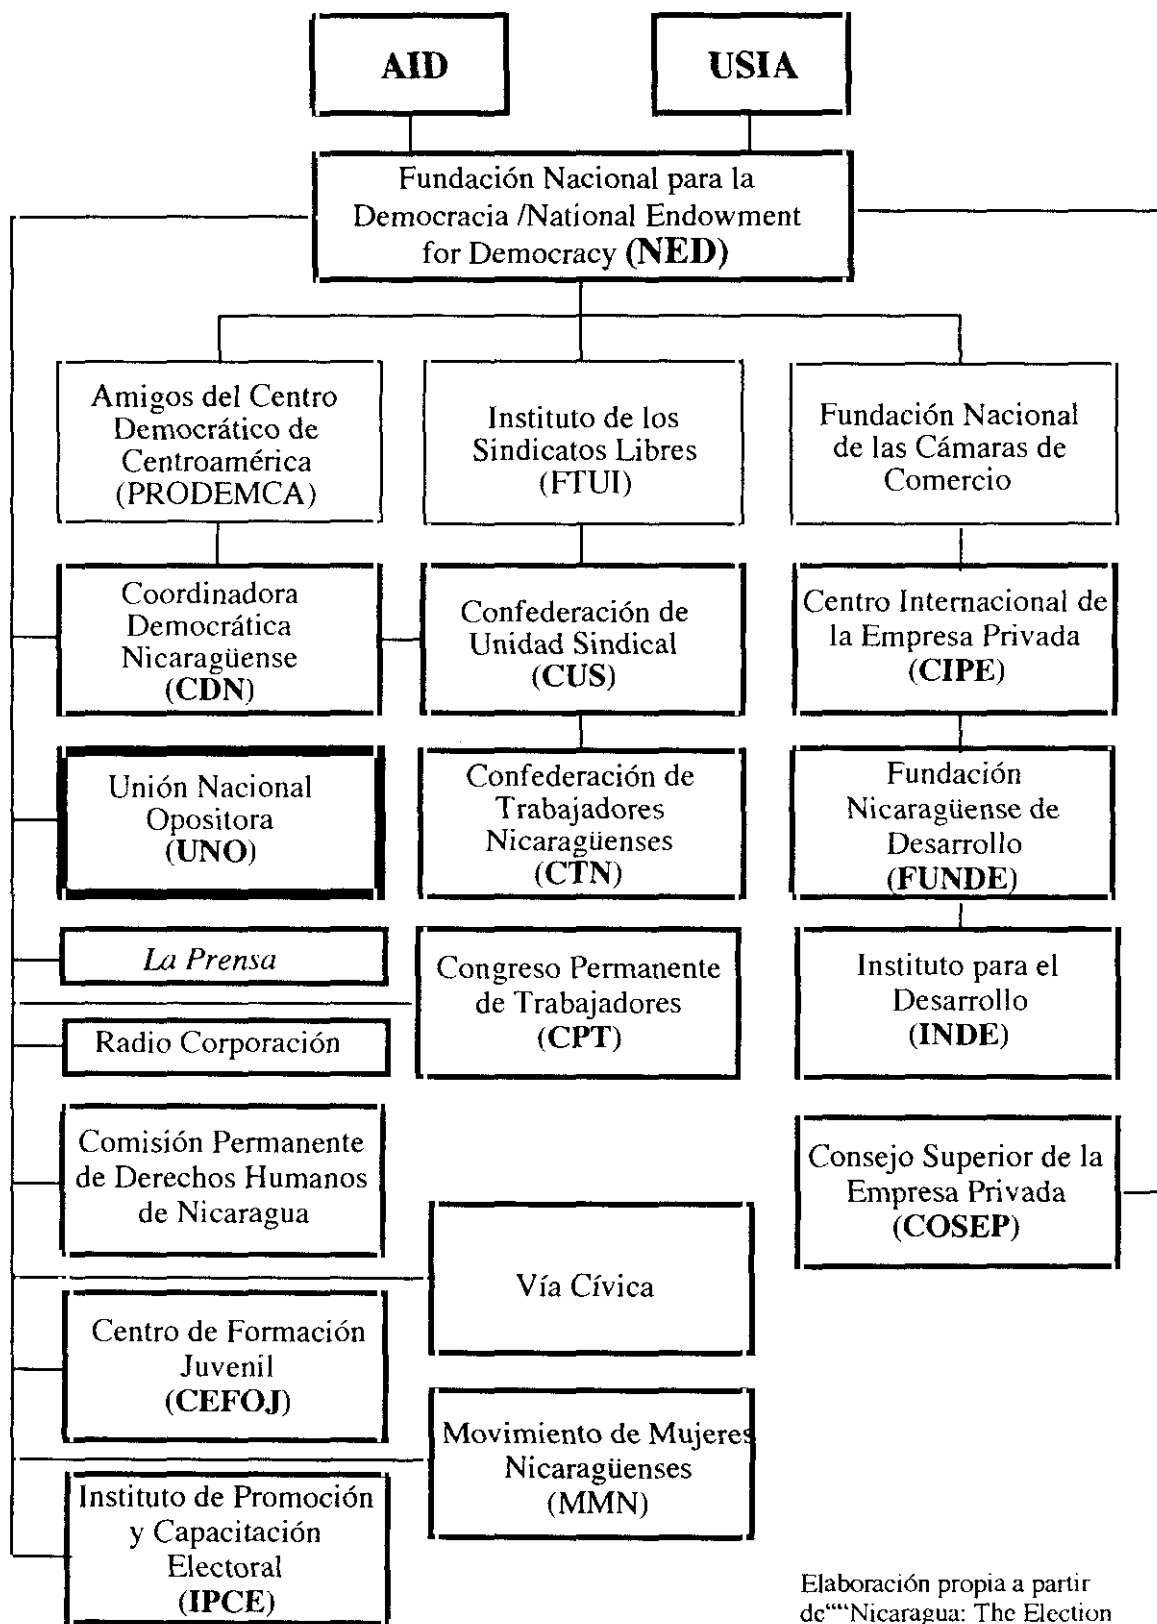 AID
USIA
Fundación Nacional para la
Democracia /National Endowment
for Democracy (NED)
Amigos del Centro
Democrático de
Centroamérica
(PRODEMCA)
Instituto de los
Sindicatos Libres
(FTUI)
Fundación Nacional
de las Cámaras de
Comercio
Coordinadora
Democrática
Nicaragüense
(CDN)
Confederación de
Unidad Sindical
(CUS)
Centro Internacional de
la Empresa Privada
(CIPE)
Unión Nacional
Opositora
(UNO)
Confederación de
Trabajadores
Nicaragüenses
(CTN)
Fundación
Nicaragüense de
Desarrollo
(FUNDE)
La Prensa
Congreso Permanente
de Trabajadores
(CPT)
Instituto para el
Desarrollo
(INDE)
Radio Corporación
Comisión Permanente
de Derechos Humanos
de Nicaragua
Consejo Superior de la
Empresa Privada
(COSEP)
Vía Cívica
Centro de Formación
Juvenil
(CEFOJ)
Movimiento de Mujeres
Nicaragüenses
(MMN)
Instituto de Promoción
y Capacitación
Electoral
(IPCE)
Elaboración propia a partir
de““Nicaragua: The Election